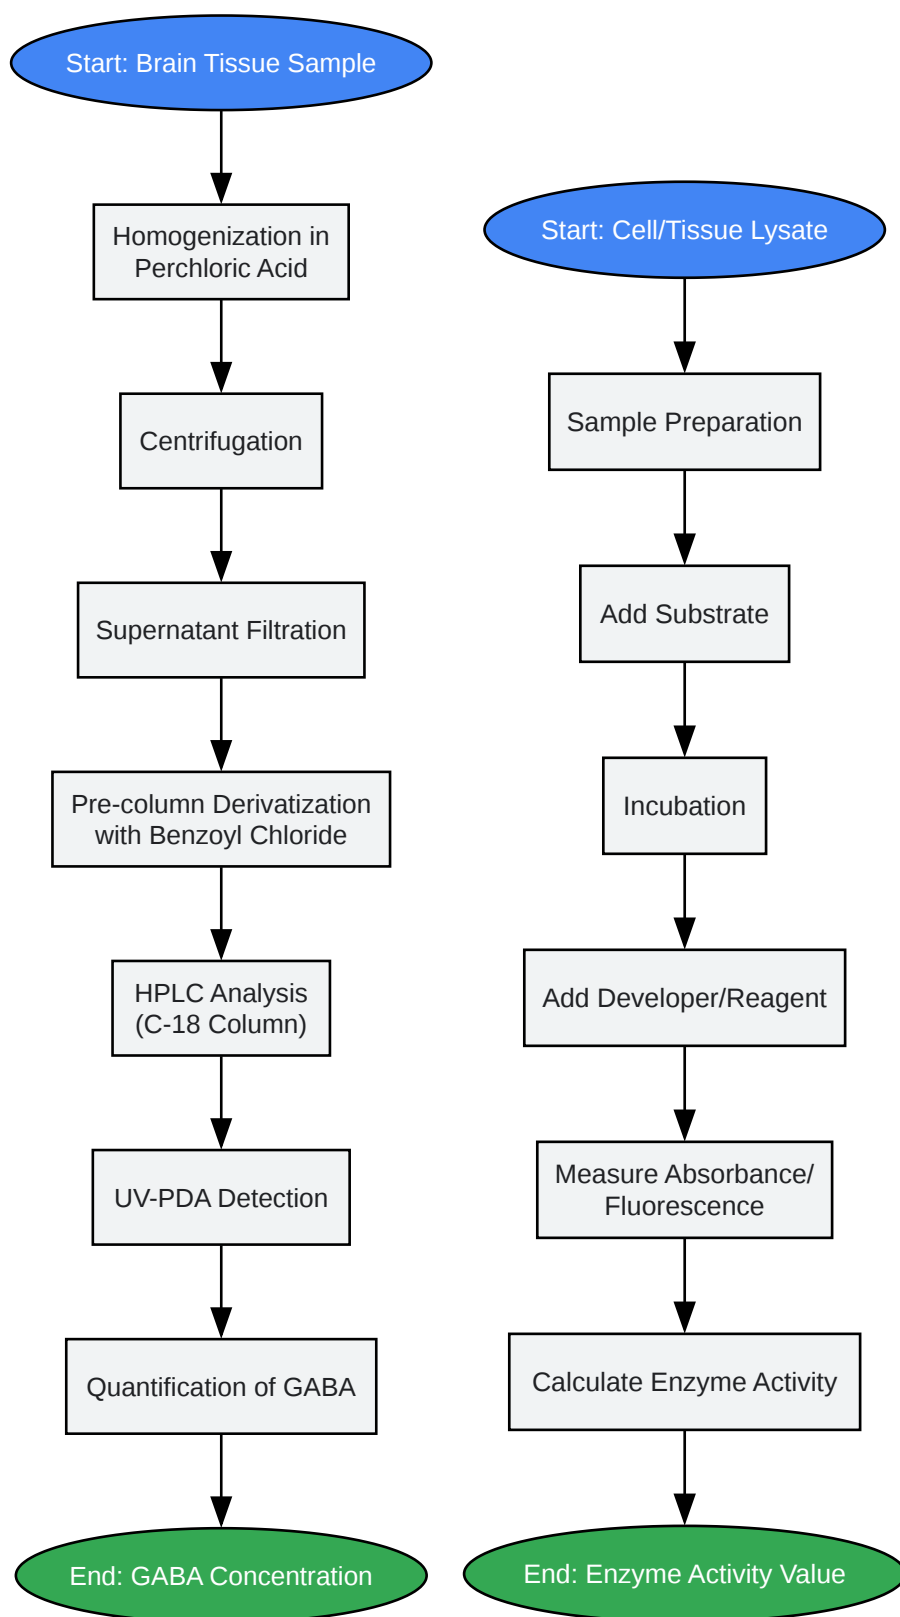 Start: Brain Tissue Sample
Homogenization in
Perchloric Acid
Centrifugation
Supernatant Filtration
Pre-column Derivatization
with Benzoyl Chloride
HPLC Analysis
(C-18 Column)
UV-PDA Detection
Quantification of GABA
End: GABA Concentration
Start: Cell/Tissue Lysate
Sample Preparation
Add Substrate
Incubation
Add Developer/Reagent
Measure Absorbance/
Fluorescence
Calculate Enzyme Activity
End: Enzyme Activity Value